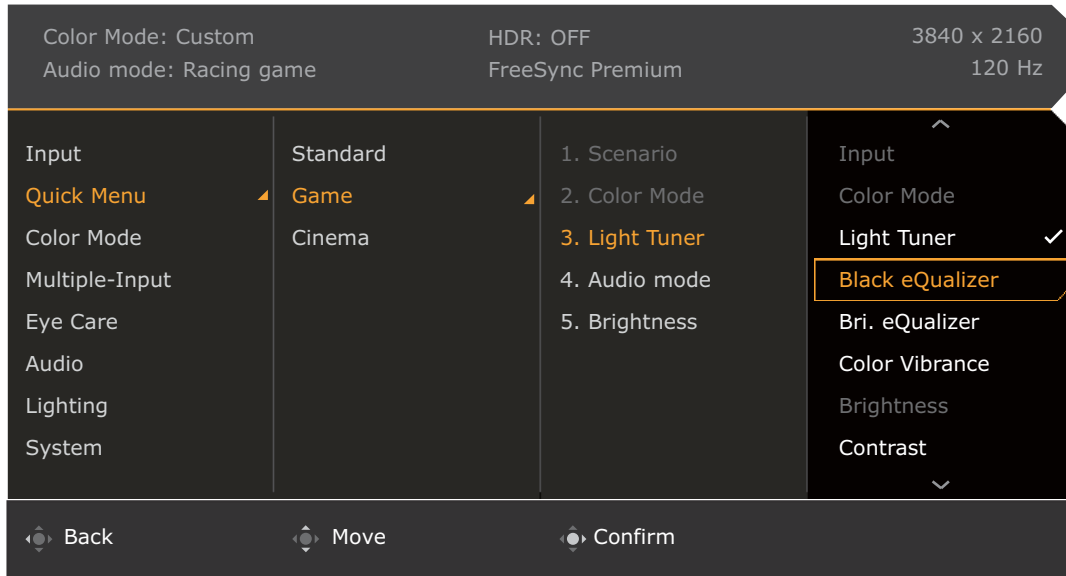 Color Mode: Custom
HDR: OFF
3840 x 2160
Audio mode: Racing game
FreeSync Premium
120 Hz
Input
Quick Menu
Color Mode
Multiple-Input
Eye Care
Audio
Lighting
System
Standard
Game
Cinema
1. Scenario
2. Color Mode
3. Light Tuner
4. Audio mode
5. Brightness
Input
Color Mode
Light Tuner
Black eQualizer
Bri. eQualizer
Color Vibrance
Brightness
Contrast
Back
Move
Confirm